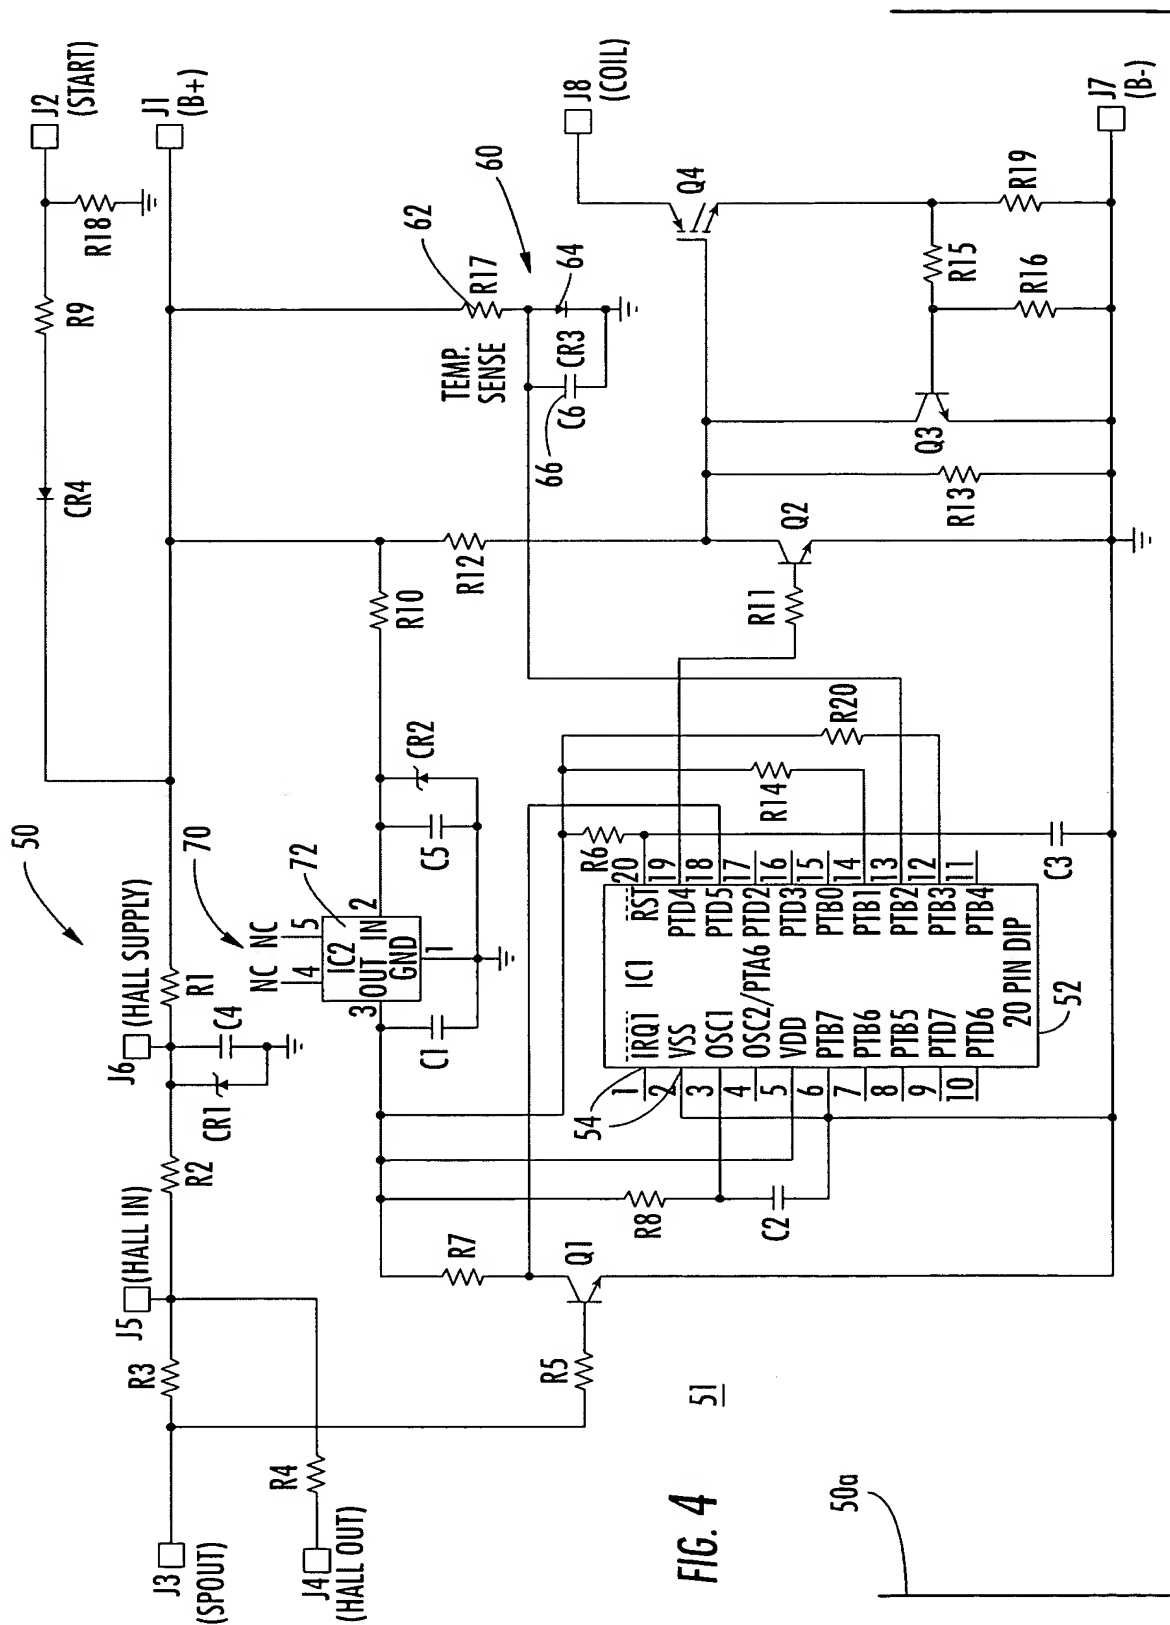 J2
(START)
J1
(B+)
R18
R9
CR4
50
J6
(HALL SUPPLY)
R1
C4
CR1
R2
J5
(HALL IN)
R3
R4
J3
(SPOUT)
J4
(HALL OUT)
60
62
R17
64
TEMP.
SENSE
CR3
C6
66
J8
(COIL)
Q4
R19
R15
R16
J7
(B-)
Q3
R13
Q2
R12
R10
R11
70
72
NC NC
4 5
IC2
3 OUT IN 2
GND
1
CR2
C5
C1
R20
R14
R6
C3
IC1
1 IRQ1 RST 20
2 VSS PTD4 19
3 OSC1 PTD5 18
4 OSC2/PTA6 PTD2 17
5 VDD PTD3 16
6 PTB7 PTB0 15
7 PTB6 PTB1 14
8 PTB5 PTB2 13
9 PTD7 PTB3 12
10 PTD6 PTB4 11
20 PIN DIP
52
54
R7
R8
C2
Q1
R5
51
FIG. 4
50a